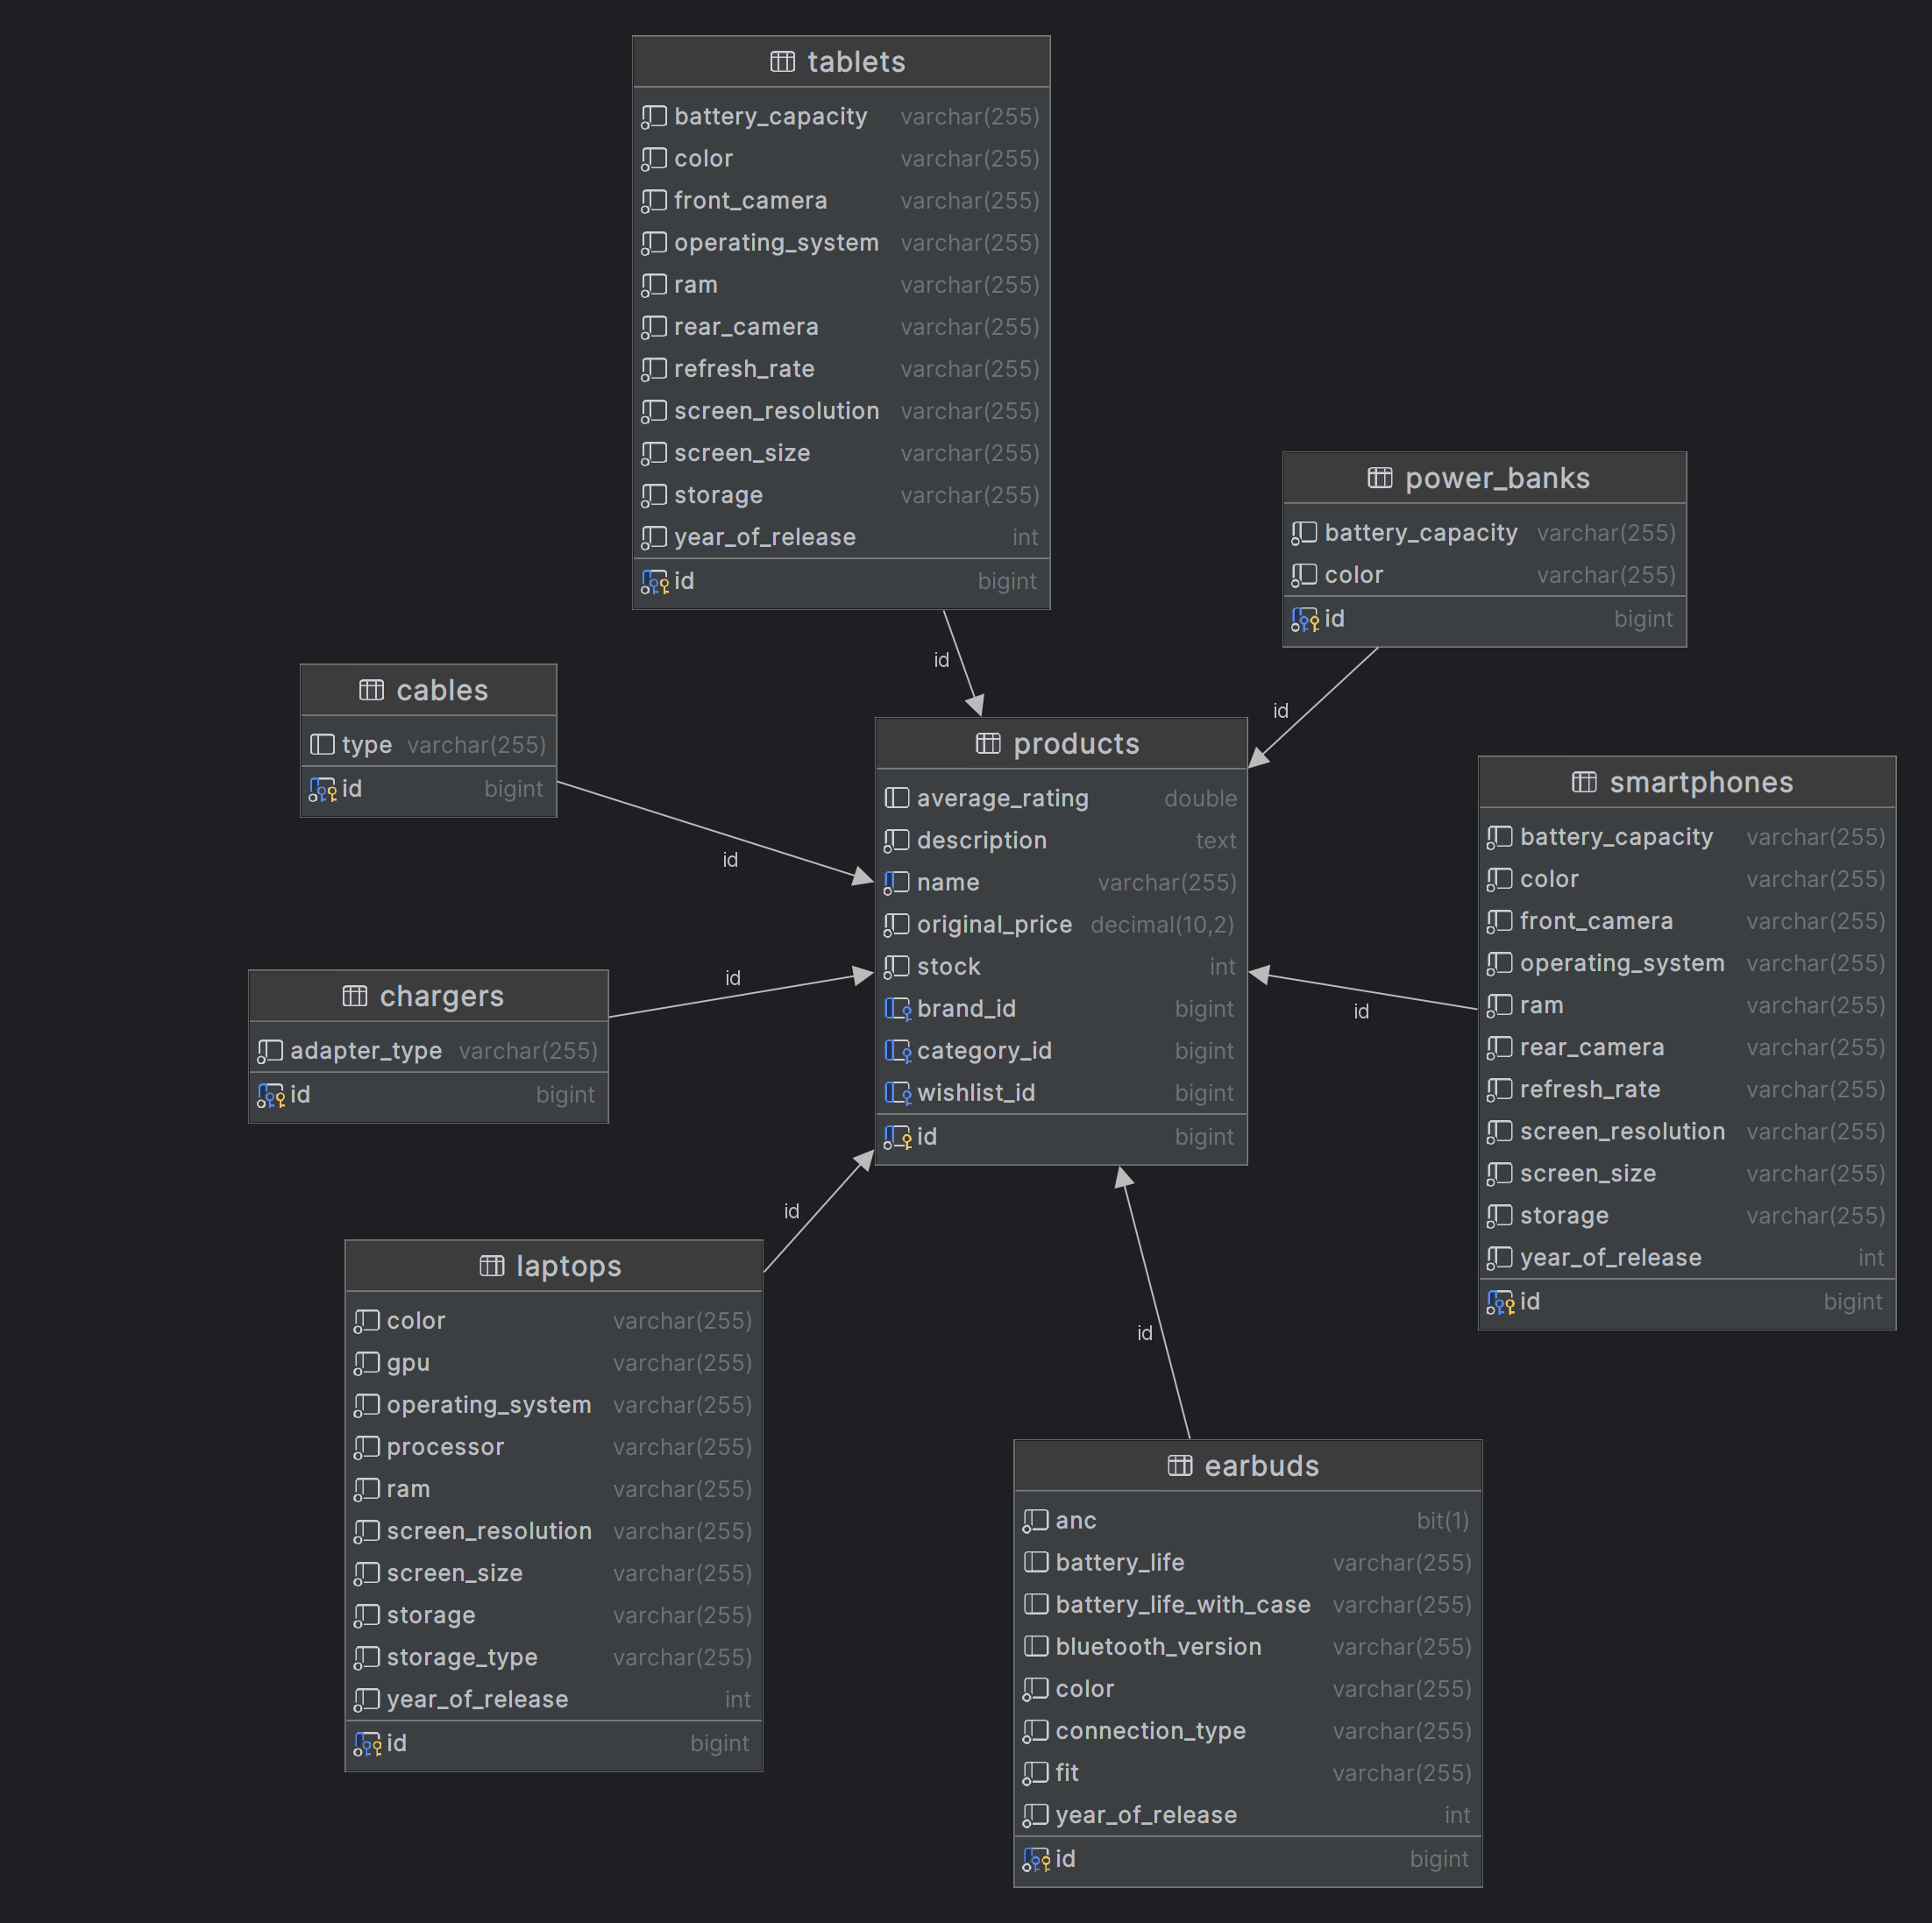 tablets
battery_capacity varchar(255)
color varchar(255)
front_camera varchar(255)
operating_system varchar(255)
ram varchar(255)
rear_camera varchar(255)
refresh_rate varchar(255)
screen_resolution varchar(255)
screen_size varchar(255)
storage varchar(255)
year_of_release int
id bigint
id
power_banks
battery_capacity varchar(255)
color varchar(255)
id bigint
id
cables
type varchar(255)
id bigint
id
products
average_rating double
description text
name varchar(255)
original_price decimal(10,2)
stock int
brand_id bigint
category_id bigint
wishlist_id bigint
id bigint
smartphones
battery_capacity varchar(255)
color varchar(255)
front_camera varchar(255)
operating_system varchar(255)
ram varchar(255)
rear_camera varchar(255)
refresh_rate varchar(255)
screen_resolution varchar(255)
screen_size varchar(255)
storage varchar(255)
year_of_release int
id bigint
id
chargers
adapter_type varchar(255)
id bigint
id
laptops
color varchar(255)
gpu varchar(255)
operating_system varchar(255)
processor varchar(255)
ram varchar(255)
screen_resolution varchar(255)
screen_size varchar(255)
storage varchar(255)
storage_type varchar(255)
year_of_release int
id bigint
id
earbuds
anc bit(1)
battery_life varchar(255)
battery_life_with_case varchar(255)
bluetooth_version varchar(255)
color varchar(255)
connection_type varchar(255)
fit varchar(255)
year_of_release int
id bigint
id